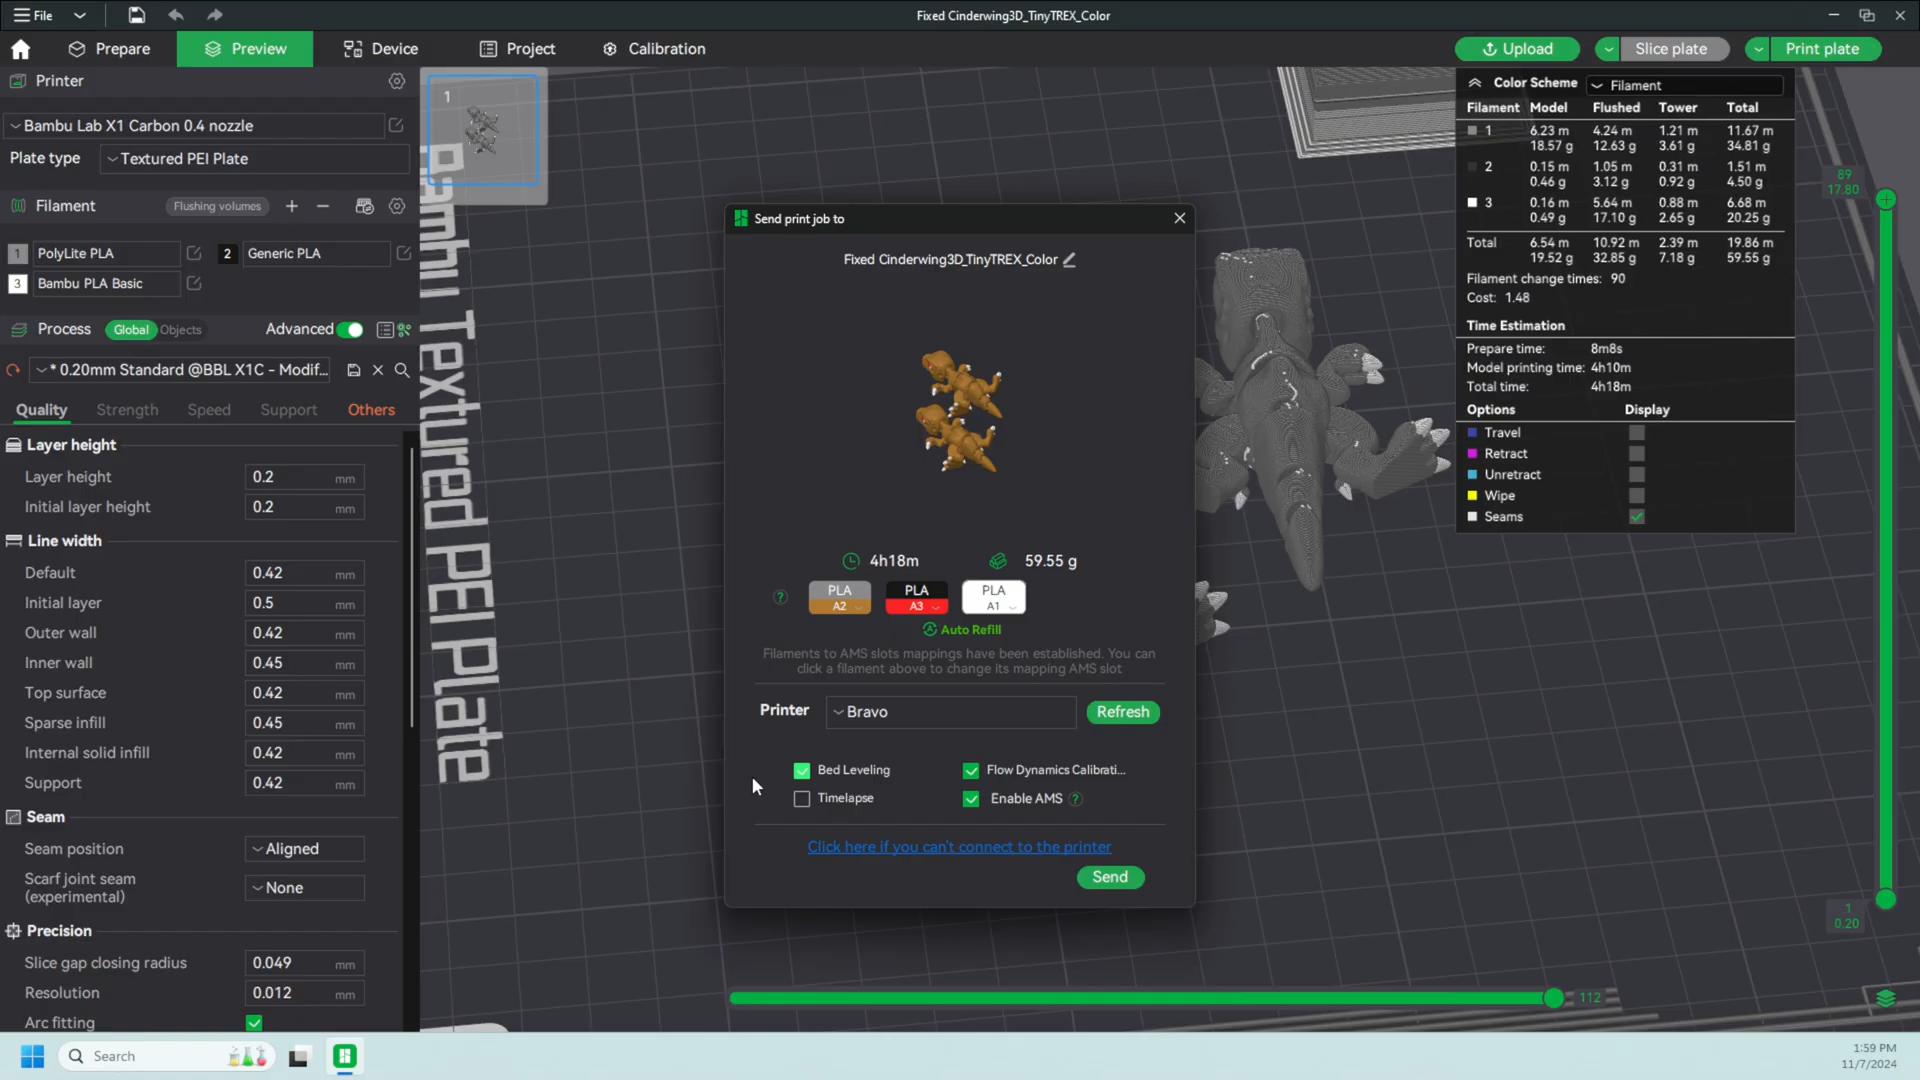 File
Fixed Cinderwing3D_TinyTREX_Color
Prepare
Preview
Device
Project
Calibration
Upload
Slice plate
Print plate
Printer
Bambu Lab X1 Carbon 0.4 nozzle
Plate type
Textured PEI Plate
Filament
Flushing volumes
1 PolyLite PLA
2 Generic PLA
3 Bambu PLA Basic
Process
Global
Objects
Advanced
* 0.20mm Standard @BBL X1C - Modif...
Quality
Strength
Speed
Support
Others
Layer height
Layer height 0.2 mm
Initial layer height 0.2 mm
Line width
Default 0.42 mm
Initial layer 0.5 mm
Outer wall 0.42 mm
Inner wall 0.45 mm
Top surface 0.42 mm
Sparse infill 0.45 mm
Internal solid infill 0.42 mm
Support 0.42 mm
Seam
Seam position Aligned
Scarf joint seam
(experimental) None
Precision
Slice gap closing radius 0.049 mm
Resolution 0.012 mm
Arc fitting
1
Bambu Textured PEI Plate
Send print job to
Fixed Cinderwing3D_TinyTREX_Color
4h18m
59.55 g
?
PLA
A2
PLA
A3
PLA
A1
Auto Refill
Filaments to AMS slots mappings have been established. You can
click a filament above to change its mapping AMS slot
Printer Bravo
Refresh
Bed Leveling
Flow Dynamics Calibrati...
Timelapse
Enable AMS ?
Click here if you can't connect to the printer
Send
Color Scheme Filament
Filament Model Flushed Tower Total
1 6.23 m 4.24 m 1.21 m 11.67 m
18.57 g 12.63 g 3.61 g 34.81 g
2 0.15 m 1.05 m 0.31 m 1.51 m
0.46 g 3.12 g 0.92 g 4.50 g
3 0.16 m 5.64 m 0.88 m 6.68 m
0.49 g 17.10 g 2.65 g 20.25 g
Total 6.54 m 10.92 m 2.39 m 19.86 m
19.52 g 32.85 g 7.18 g 59.55 g
Filament change times: 90
Cost: 1.48
Time Estimation
Prepare time: 8m8s
Model printing time: 4h10m
Total time: 4h18m
Options Display
Travel
Retract
Unretract
Wipe
Seams
89
17.80
1
0.20
112
Search
1:59 PM
11/7/2024